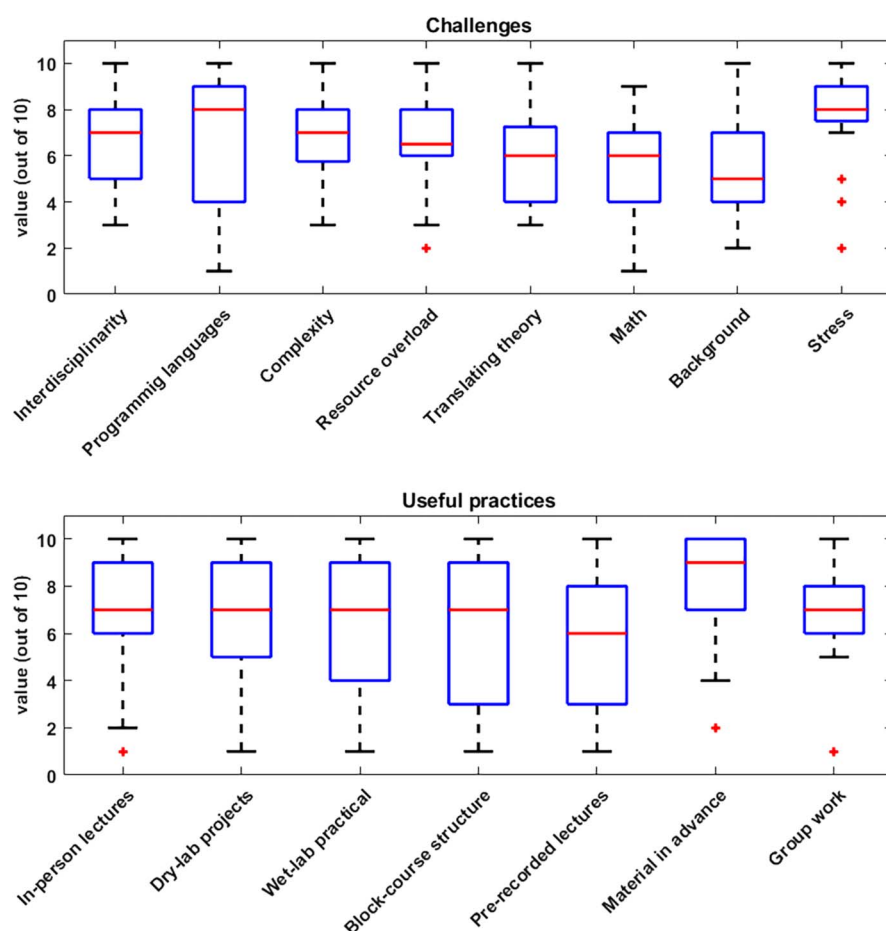 Challenges
value (out of 10)
10
8
6
4
2
0
Interdisciplinarity
Programmig languages
Complexity
Resource overload
Translating theory
Math
Background
Stress
Useful practices
value (out of 10)
10
8
6
4
2
0
In-person lectures
Dry-lab projects
Wet-lab practical
Block-course structure
Pre-recorded lectures
Material in advance
Group work